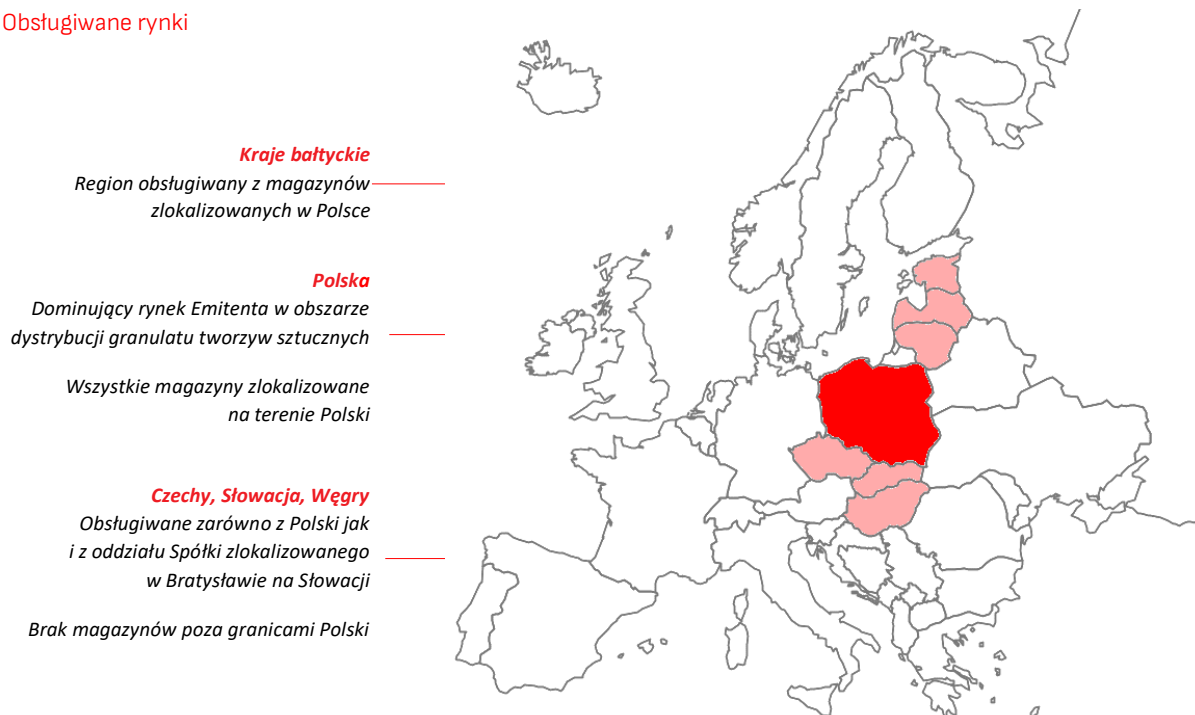 Obsługiwane rynki
Kraje bałtyckie
Region obsługiwany z magazynów
zlokalizowanych w Polsce
Polska
Dominujący rynek Emitenta w obszarze
dystrybucji granulatu tworzyw sztucznych
Wszystkie magazyny zlokalizowane
na terenie Polski
Czechy, Słowacja, Węgry
Obsługiwane zarówno z Polski jak
i z oddziału Spółki zlokalizowanego
w Bratysławie na Słowacji
Brak magazynów poza granicami Polski